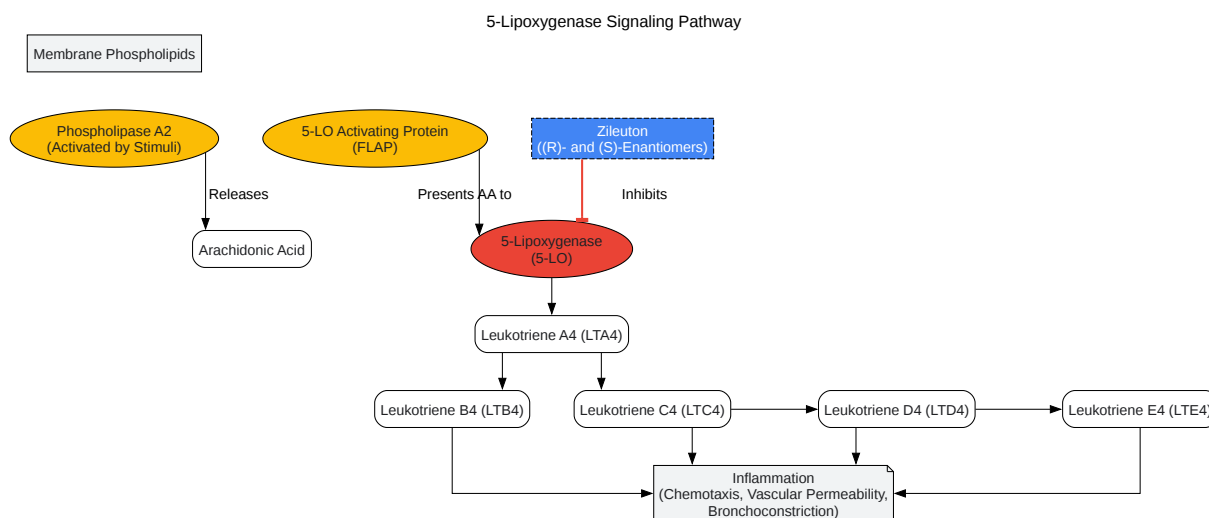 5-Lipoxygenase Signaling Pathway
Membrane Phospholipids
Phospholipase A2
(Activated by Stimuli)
5-LO Activating Protein
(FLAP)
Zileuton
((R)- and (S)-Enantiomers)
Releases
Presents AA to
Inhibits
Arachidonic Acid
5-Lipoxygenase
(5-LO)
Leukotriene A4 (LTA4)
Leukotriene B4 (LTB4)
Leukotriene C4 (LTC4)
Leukotriene D4 (LTD4)
Leukotriene E4 (LTE4)
Inflammation
(Chemotaxis, Vascular Permeability,
Bronchoconstriction)